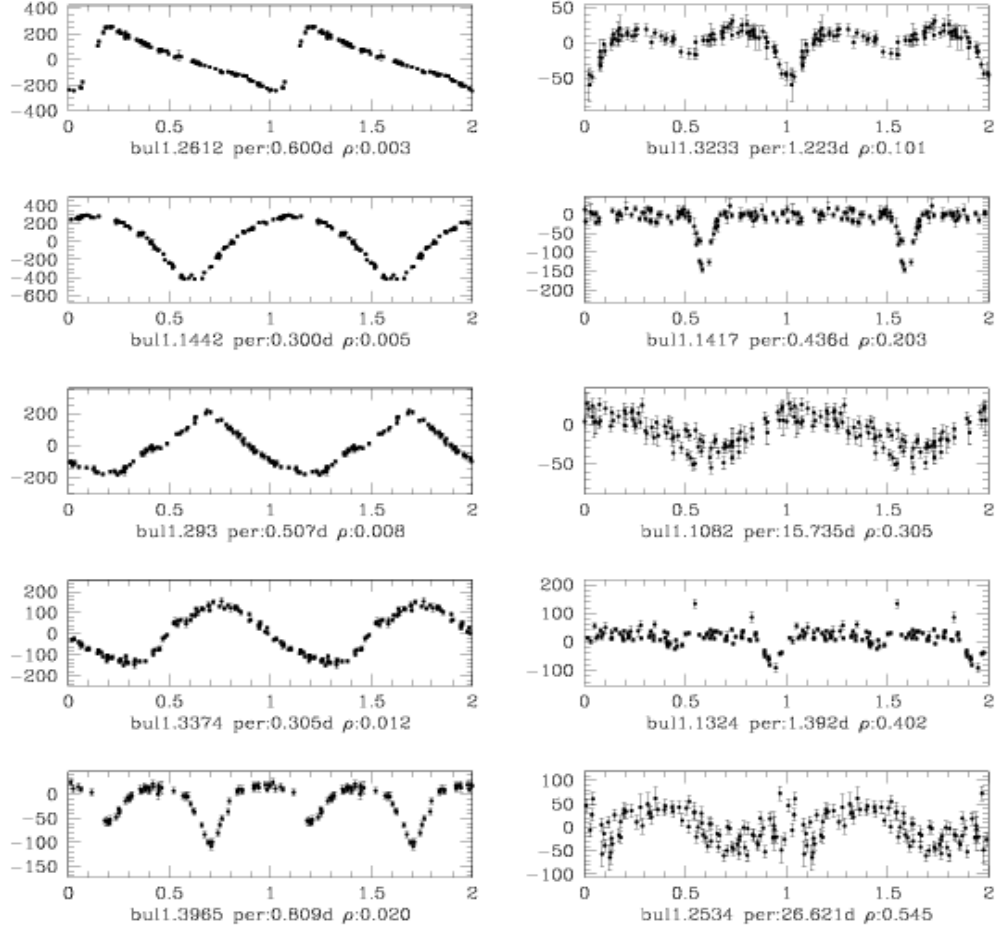 400
200
0
−200
−400
0 0.5 1 1.5 2
bul1.2612 per:0.600d ρ:0.003
50
0
−50
0 0.5 1 1.5 2
bul1.3233 per:1.223d ρ:0.101
400
200
0
−200
−400
−600
0 0.5 1 1.5 2
bul1.1442 per:0.300d ρ:0.005
0
−50
−100
−150
−200
0 0.5 1 1.5 2
bul1.1417 per:0.436d ρ:0.203
200
0
−200
0 0.5 1 1.5 2
bul1.293 per:0.507d ρ:0.008
0
−50
0 0.5 1 1.5 2
bul1.1082 per:15.735d ρ:0.305
200
100
0
−100
−200
0 0.5 1 1.5 2
bul1.3374 per:0.305d ρ:0.012
200
100
0
−100
0 0.5 1 1.5 2
bul1.1324 per:1.392d ρ:0.402
0
−50
−100
−150
0 0.5 1 1.5 2
bul1.3965 per:0.809d ρ:0.020
100
50
0
−50
−100
0 0.5 1 1.5 2
bul1.2534 per:26.621d ρ:0.545